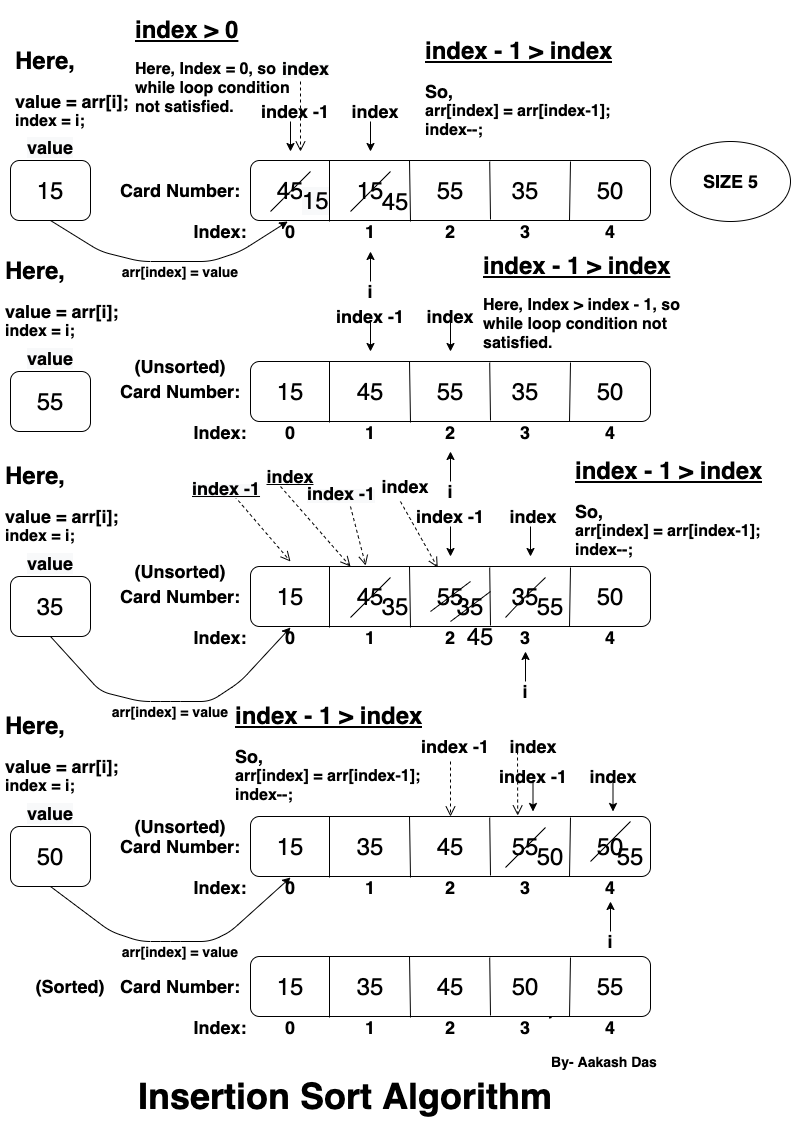 index > 0
Here,
index - 1 > index
Here, Index = 0, so index
while loop condition
not satisfied.
So,
arr[index] = arr[index-1];
index--;
value = arr[i];
index = i;
index -1
index
value
15
Card Number:
45 15
15 45
55
35
50
SIZE 5
Index:
0
1
2
3
4
arr[index] = value
i
Here,
index - 1 > index
value = arr[i];
index = i;
Here, Index > index - 1, so
while loop condition not
satisfied.
index -1
index
value
55
(Unsorted)
Card Number:
15
45
55
35
50
Index:
0
1
2
3
4
i
Here,
index - 1 > index
index -1
index
index -1
index
value = arr[i];
index = i;
So,
arr[index] = arr[index-1];
index--;
index -1
index
value
35
(Unsorted)
Card Number:
15
45 35
55 35
35 55
50
45
Index:
0
1
2
3
4
i
arr[index] = value
Here,
index - 1 > index
value = arr[i];
index = i;
So,
arr[index] = arr[index-1];
index--;
index -1
index
index -1
index
value
50
(Unsorted)
Card Number:
15
35
45
55 50
50 55
Index:
0
1
2
3
4
i
arr[index] = value
(Sorted)
Card Number:
15
35
45
50
55
Index:
0
1
2
3
4
By- Aakash Das
Insertion Sort Algorithm